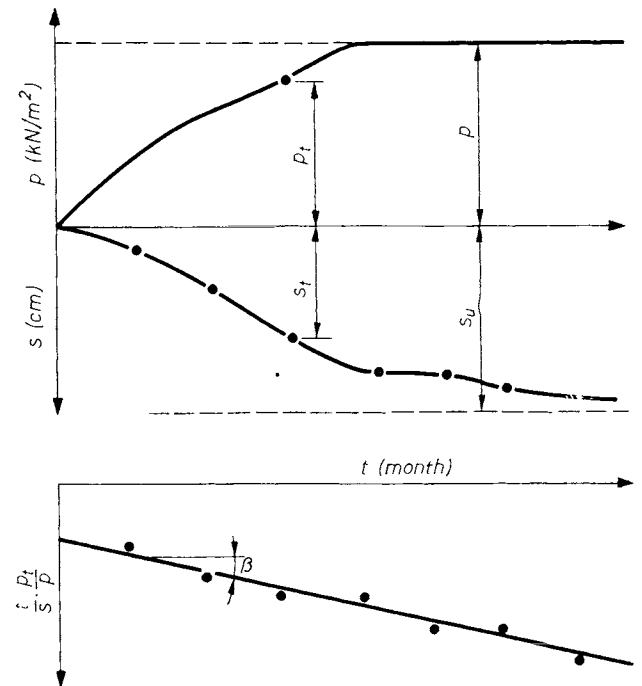 p (kN/m²)
p_t
p
s (cm)
s_t
s_u
t (month)
t/s · p_t/p
β